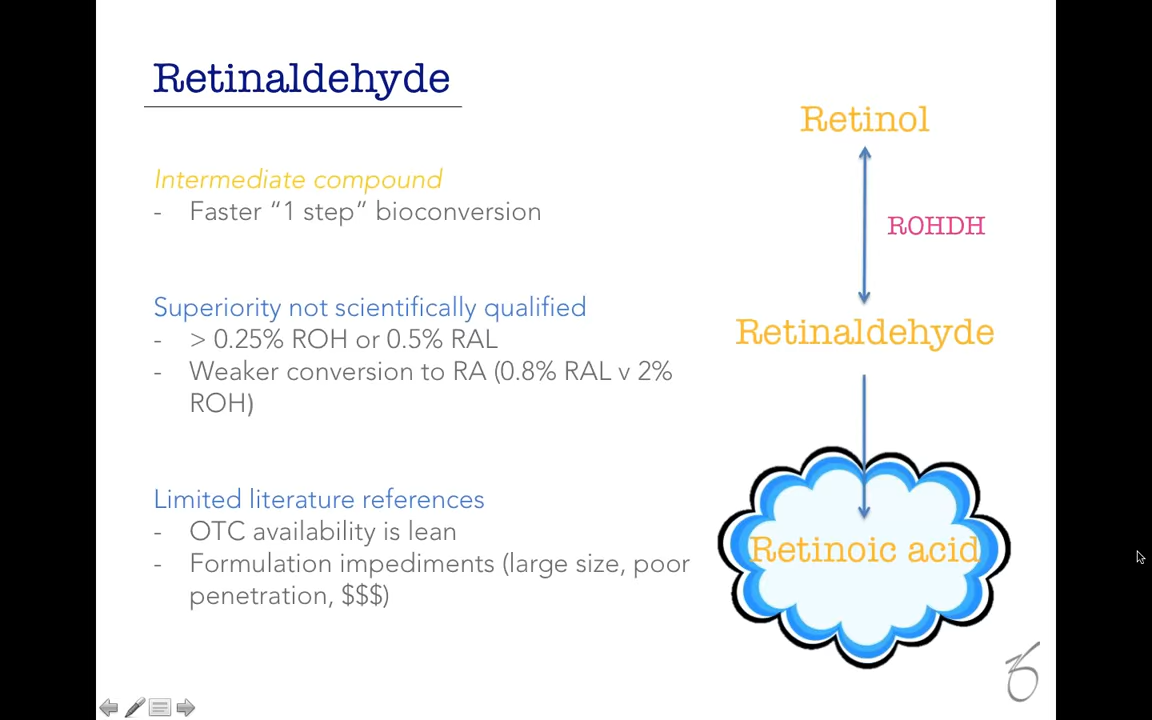 Retinaldehyde
Intermediate compound
- Faster “1 step” bioconversion
Superiority not scientifically qualified
- > 0.25% ROH or 0.5% RAL
- Weaker conversion to RA (0.8% RAL v 2%
ROH)
Limited literature references
- OTC availability is lean
- Formulation impediments (large size, poor
penetration, $$$)
Retinol
ROHDH
Retinaldehyde
Retinoic acid